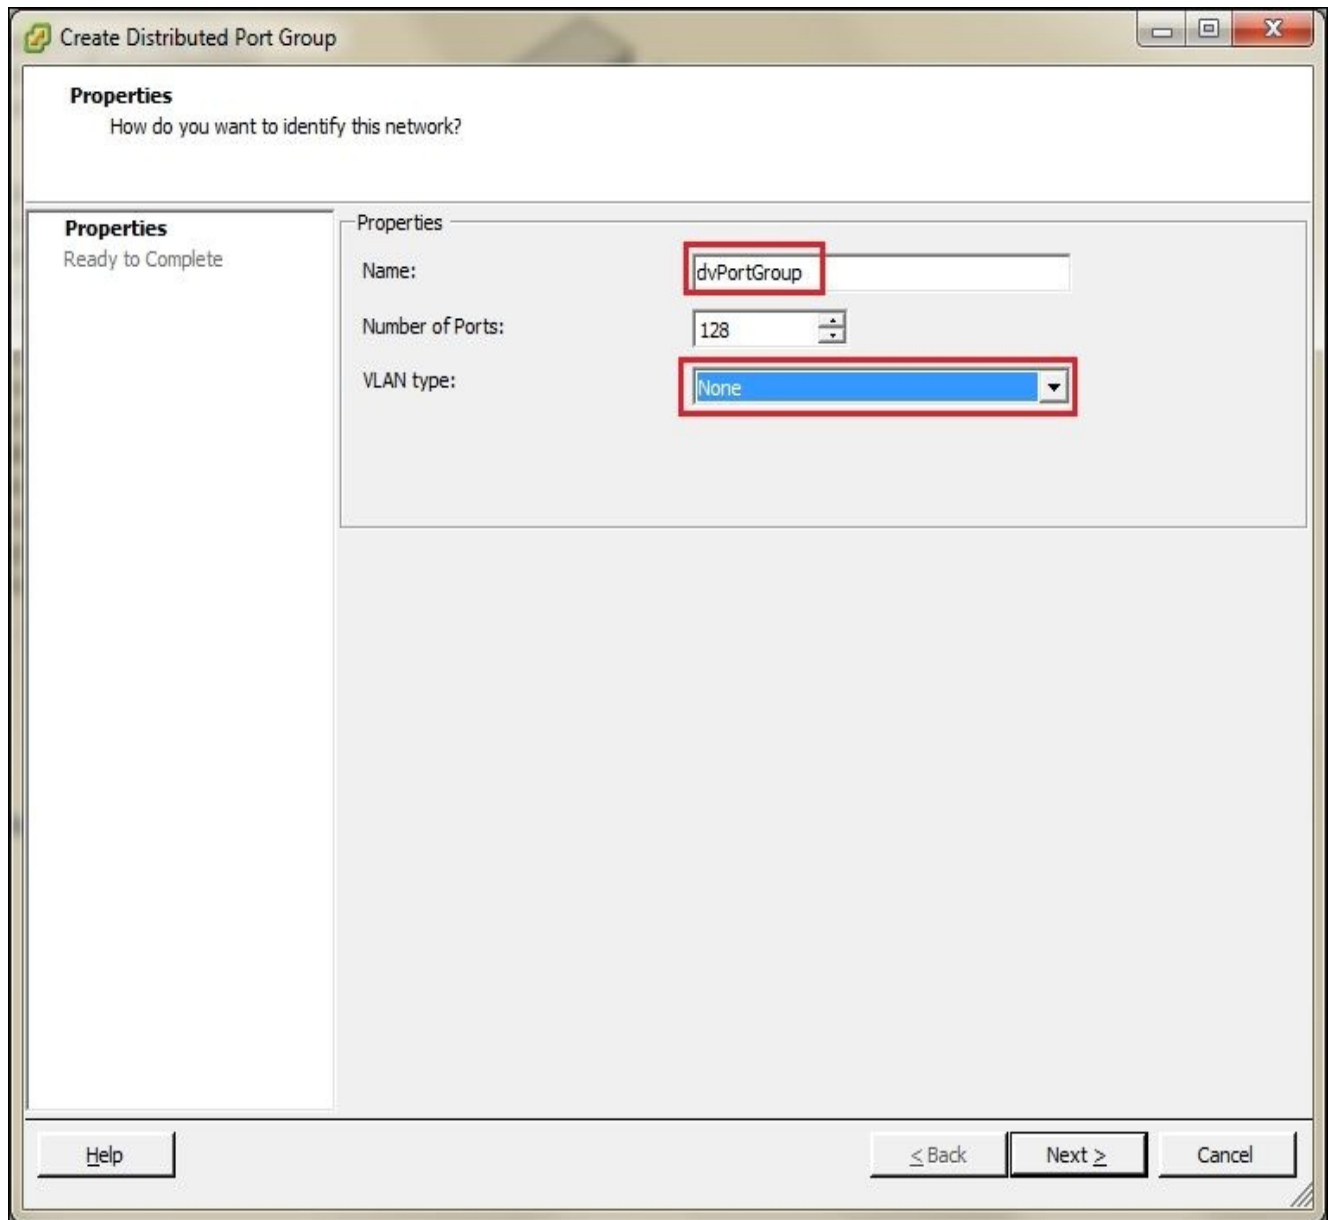 Create Distributed Port Group
Properties
How do you want to identify this network?
Properties
Ready to Complete
Properties
Name:
dvPortGroup
Number of Ports:
128
VLAN type:
None
Help
< Back
Next >
Cancel